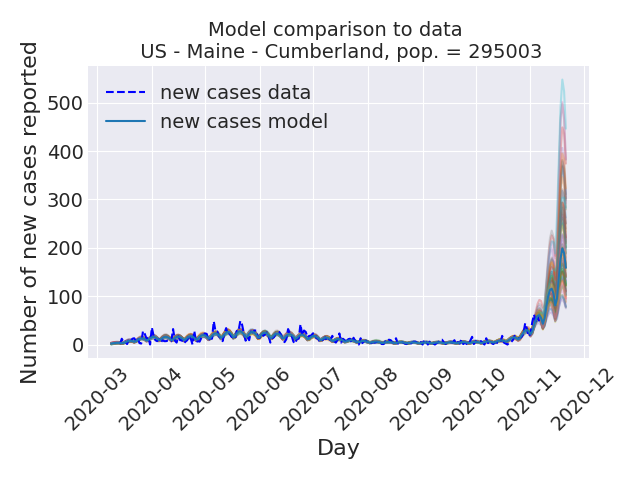 Model comparison to data
US - Maine - Cumberland, pop. = 295003
Number of new cases reported
new cases data
new cases model
500
400
300
200
100
0
2020-03
2020-04
2020-05
2020-06
2020-07
2020-08
2020-09
2020-10
2020-11
2020-12
Day